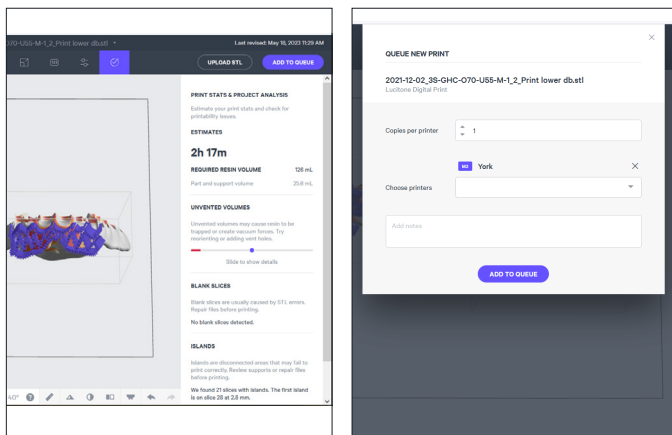 O70-U55-M-1_2_Print lower db.stl
Last revised: May 18, 2023 11:29 AM
UPLOAD STL
ADD TO QUEUE
PRINT STATS & PROJECT ANALYSIS
Estimate your print stats and check for
printability issues.
ESTIMATES
2h 17m
REQUIRED RESIN VOLUME 126 mL
Part and support volume 20.6 mL
UNVENTED VOLUMES
Unvented volumes may cause resin to be
trapped or create vacuum forces. Try
reorienting or adding vent holes.
Slide to show details
BLANK SLICES
Blank slices are usually caused by STL errors.
Repair files before printing.
No blank slices detected.
ISLANDS
Islands are disconnected areas that may fail to
print correctly. Review supports or repair files
before printing.
We found 21 slices with islands. The first island
is on slice 28 at 2.8 mm.
40°
QUEUE NEW PRINT
2021-12-02_3S-GHC-O70-U55-M-1_2_Print lower db.stl
Lucitone Digital Print
Copies per printer 1
M2 York
Choose printers
Add notes
ADD TO QUEUE